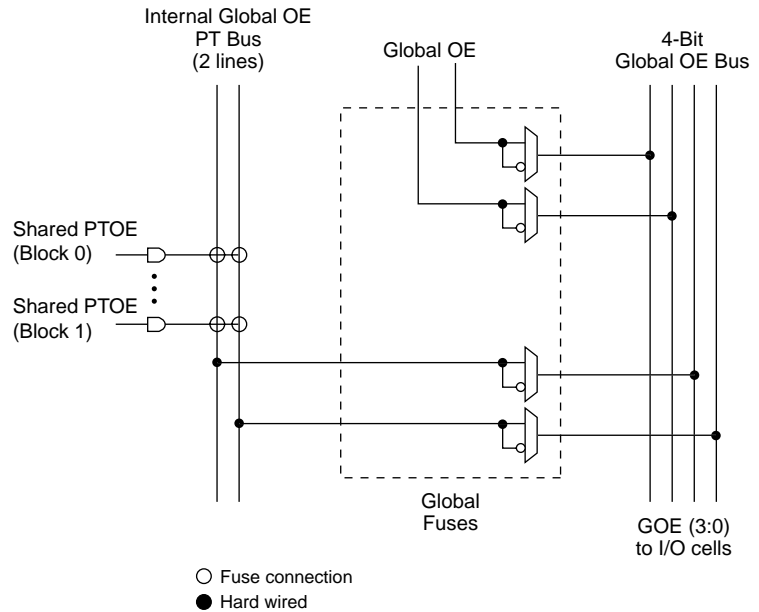 Internal Global OE
PT Bus
(2 lines)
Global OE
4-Bit
Global OE Bus
Shared PTOE
(Block 0)
Shared PTOE
(Block 1)
Global
Fuses
GOE (3:0)
to I/O cells
Fuse connection
Hard wired